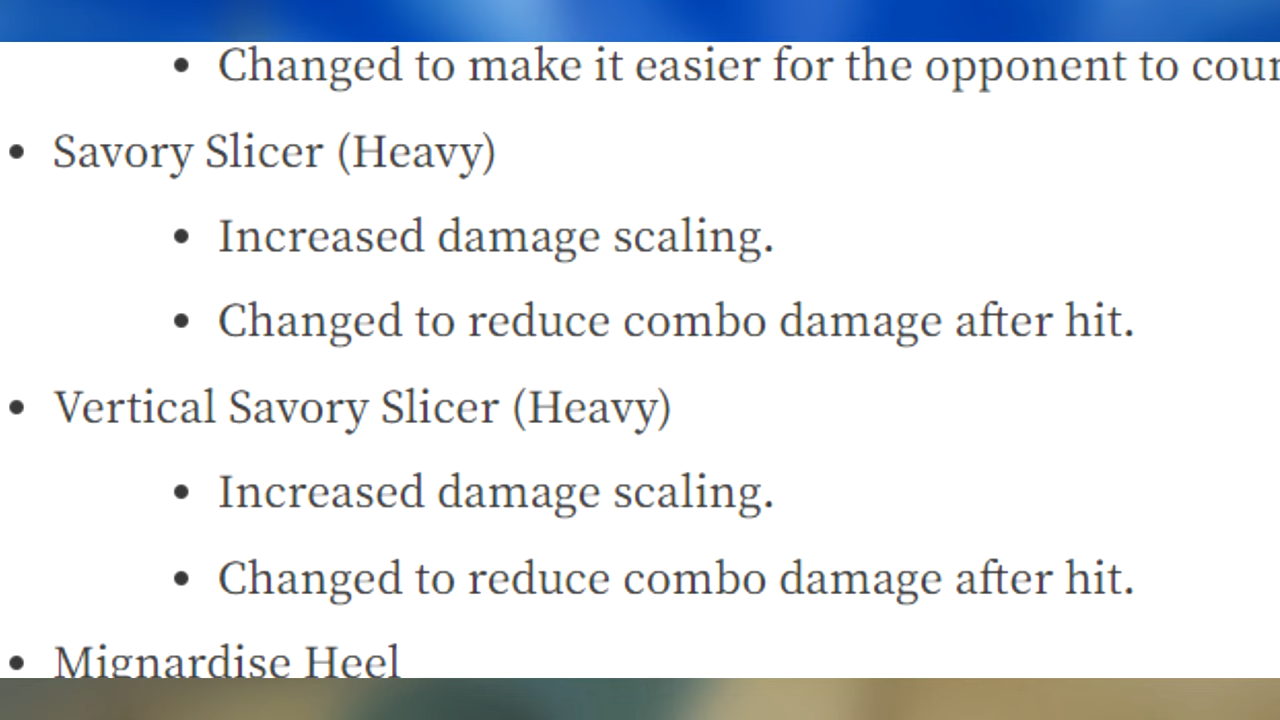 Changed to make it easier for the opponent to
Savory Slicer (Heavy)
Increased damage scaling.
Changed to reduce combo damage after hit.
Vertical Savory Slicer (Heavy)
Increased damage scaling.
Changed to reduce combo damage after hit.
Mignardise Heel